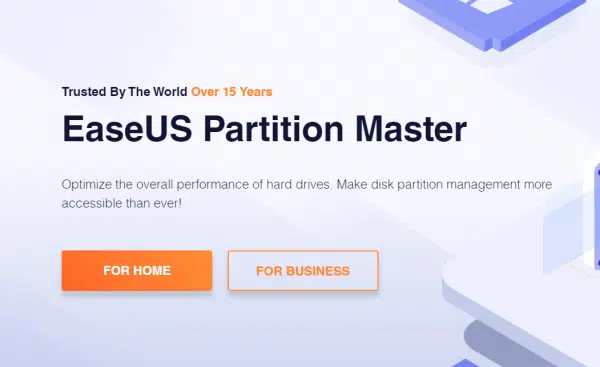 Trusted By The World Over 15 Years
EaseUS Partition Master
Optimize the overall performance of hard drives. Make disk partition management more
accessible than ever!
FOR HOME
FOR BUSINESS